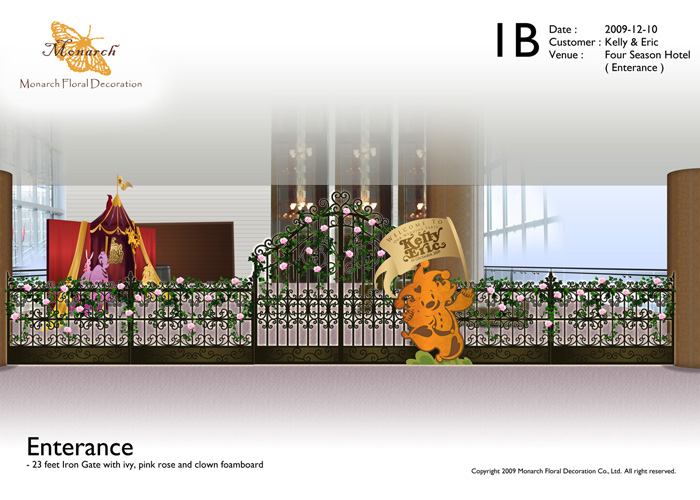 Monarch
Monarch Floral Decoration
1B
Date : 2009-12-10
Customer : Kelly & Eric
Venue : Four Season Hotel
( Enterance )
WELCOME TO
Kelly
Eric
Enterance
- 23 feet Iron Gate with ivy, pink rose and clown foamboard
Copyright 2009 Monarch Floral Decoration Co., Ltd. All right reserved.